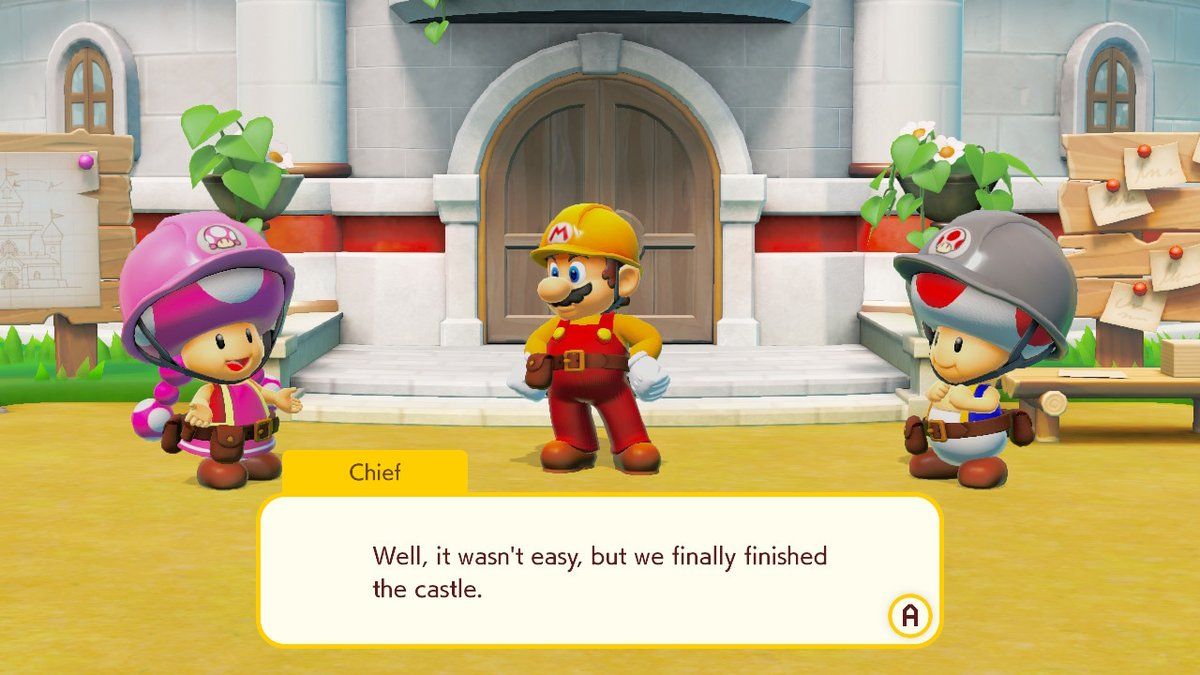 M
Chief
Well, it wasn't easy, but we finally finished
the castle.
A